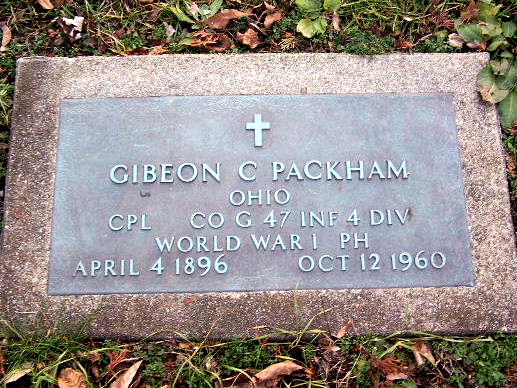 GIBEON C PACKHAM
OHIO
CPL CO G 47 INF 4 DIV
WORLD WAR I PH
APRIL 4 1896 OCT 12 1960